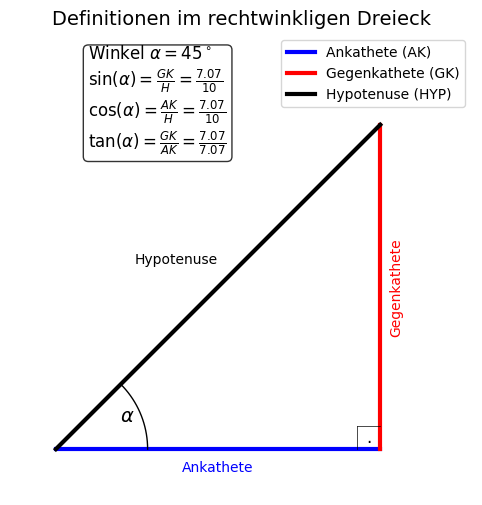 Definitionen im rechtwinkligen Dreieck
Winkel α = 45°
sin(α) = GK/H = 7.07/10
cos(α) = AK/H = 7.07/10
tan(α) = GK/AK = 7.07/7.07
Ankathete (AK)
Gegenkathete (GK)
Hypotenuse (HYP)
Hypotenuse
Gegenkathete
α
.
Ankathete